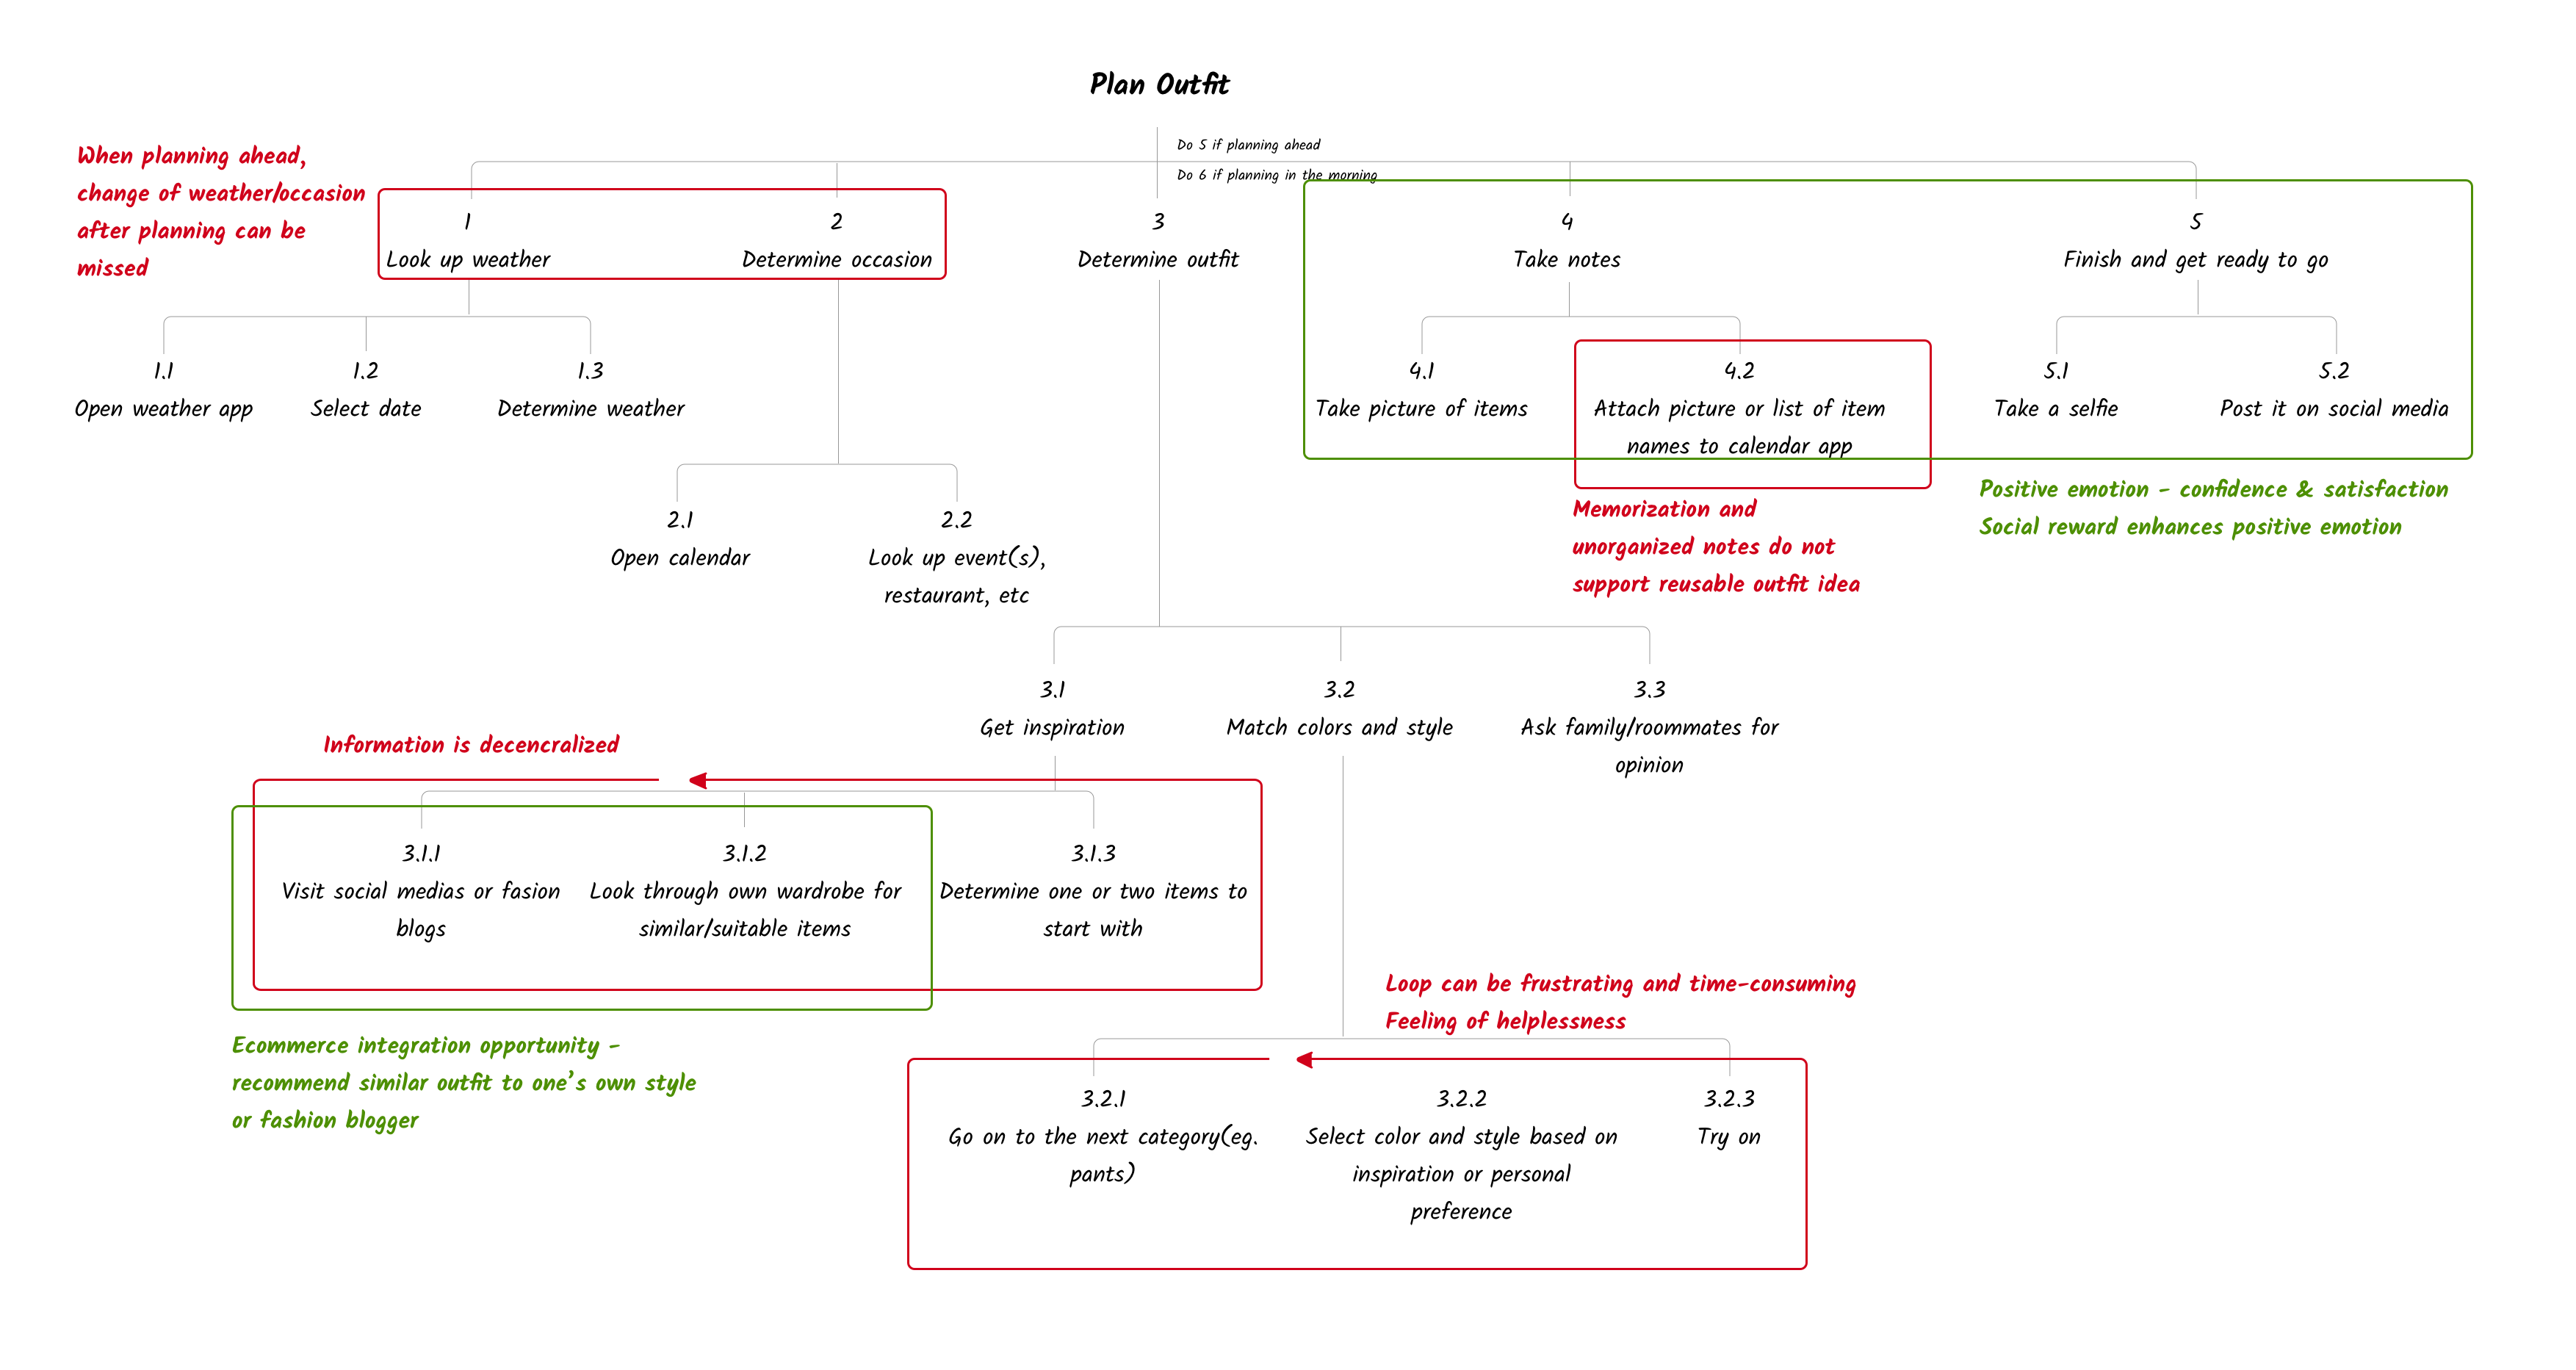 Plan Outfit
Do 5 if planning ahead
Do 6 if planning in the morning
When planning ahead,
change of weather/occasion
after planning can be
missed
1
Look up weather
2
Determine occasion
3
Determine outfit
4
Take notes
5
Finish and get ready to go
1.1
Open weather app
1.2
Select date
1.3
Determine weather
4.1
Take picture of items
4.2
Attach picture or list of item
names to calendar app
5.1
Take a selfie
5.2
Post it on social media
2.1
Open calendar
2.2
Look up event(s),
restaurant, etc
Memorization and
unorganized notes do not
support reusable outfit idea
Positive emotion - confidence & satisfaction
Social reward enhances positive emotion
3.1
Get inspiration
3.2
Match colors and style
3.3
Ask family/roommates for
opinion
Information is decencralized
3.1.1
Visit social medias or fasion
blogs
3.1.2
Look through own wardrobe for
similar/suitable items
3.1.3
Determine one or two items to
start with
Ecommerce integration opportunity -
recommend similar outfit to one's own style
or fashion blogger
Loop can be frustrating and time-consuming
Feeling of helplessness
3.2.1
Go on to the next category(eg.
pants)
3.2.2
Select color and style based on
inspiration or personal
preference
3.2.3
Try on